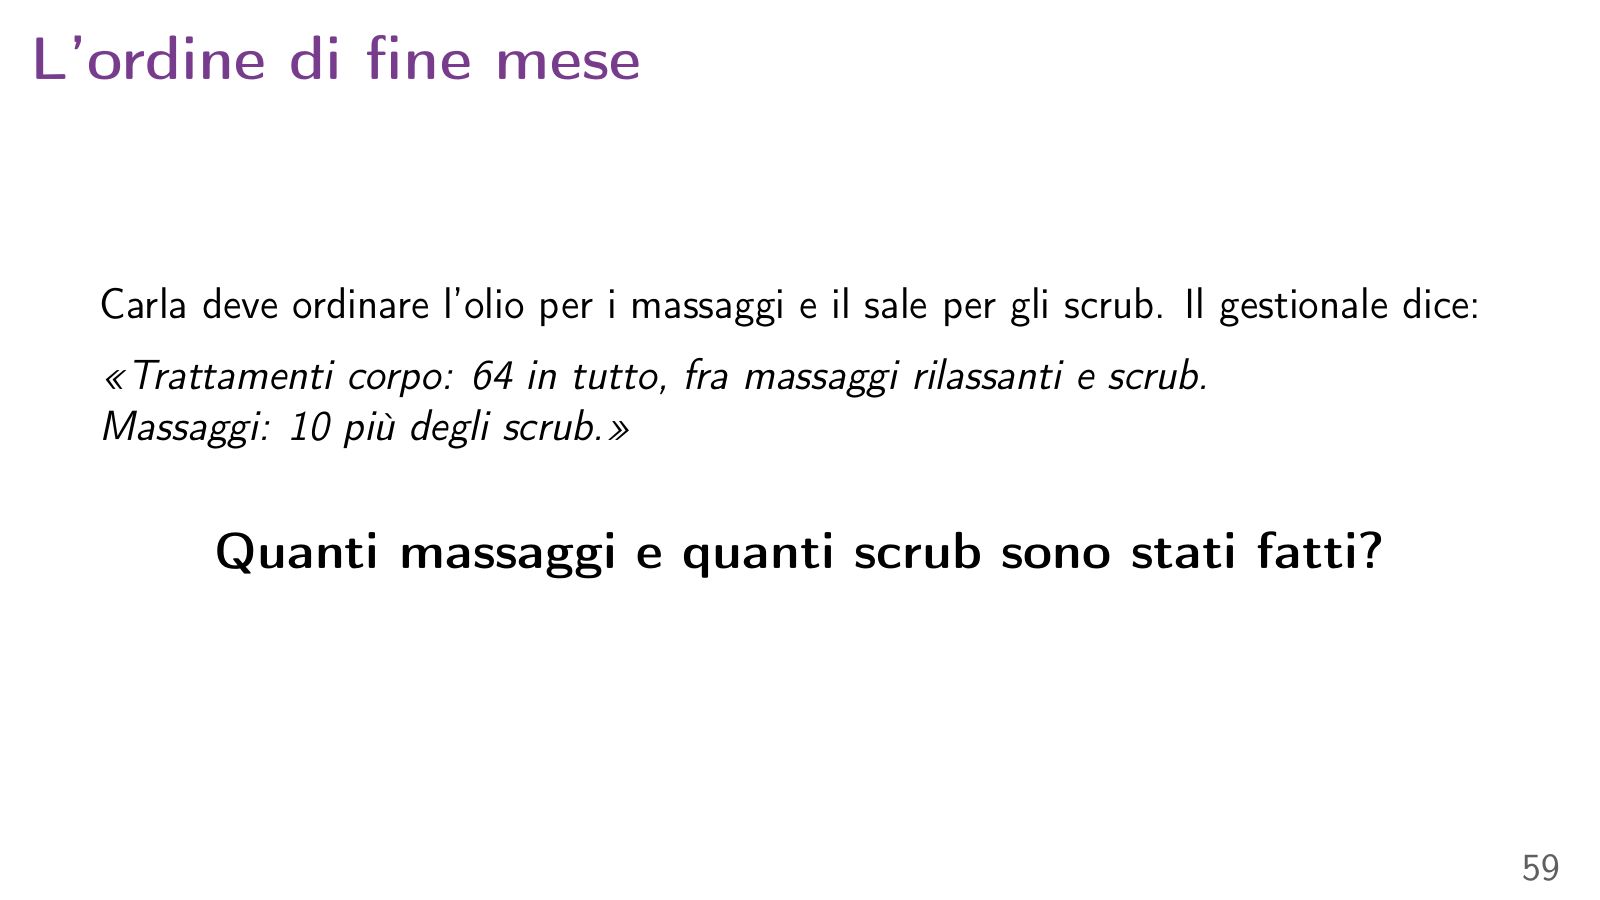 L'ordine di fine mese
Carla deve ordinare l'olio per i massaggi e il sale per gli scrub. Il gestionale dice:
«Trattamenti corpo: 64 in tutto, fra massaggi rilassanti e scrub.
Massaggi: 10 più degli scrub.»
Quanti massaggi e quanti scrub sono stati fatti?
59